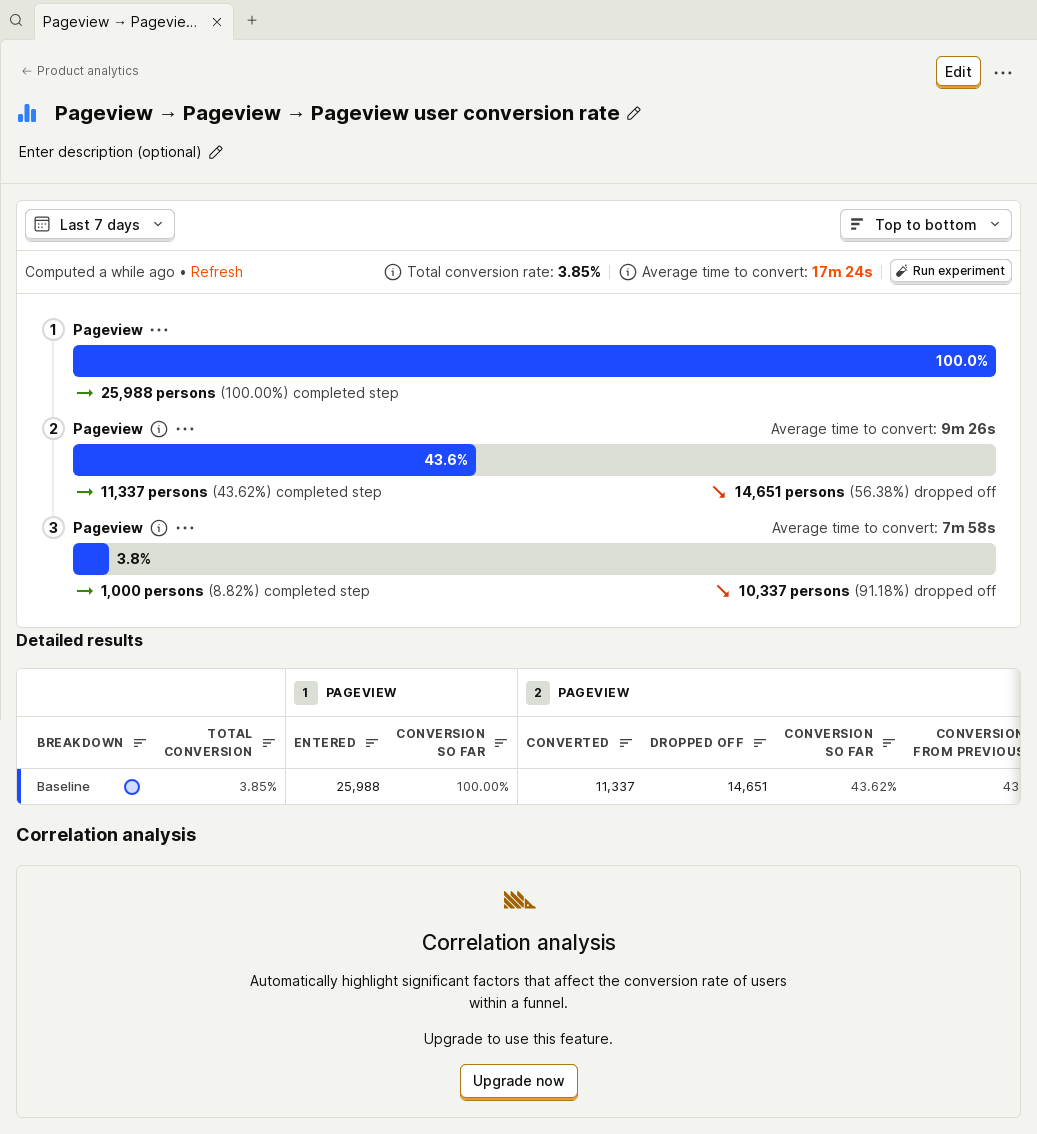 Pageview → Pagevie...
← Product analytics
Edit
Pageview → Pageview → Pageview user conversion rate
Enter description (optional)
Last 7 days
Top to bottom
Computed a while ago • Refresh
Total conversion rate: 3.85%
Average time to convert: 17m 24s
Run experiment
1 Pageview
100.0%
→ 25,988 persons (100.00%) completed step
2 Pageview
Average time to convert: 9m 26s
43.6%
→ 11,337 persons (43.62%) completed step
14,651 persons (56.38%) dropped off
3 Pageview
Average time to convert: 7m 58s
3.8%
→ 1,000 persons (8.82%) completed step
10,337 persons (91.18%) dropped off
Detailed results
1 PAGEVIEW
2 PAGEVIEW
BREAKDOWN
TOTAL
CONVERSION
ENTERED
CONVERSION
SO FAR
CONVERTED
DROPPED OFF
CONVERSION
SO FAR
CONVERSION
FROM PREVIOUS
Baseline
3.85%
25,988
100.00%
11,337
14,651
43.62%
43
Correlation analysis
Correlation analysis
Automatically highlight significant factors that affect the conversion rate of users
within a funnel.
Upgrade to use this feature.
Upgrade now